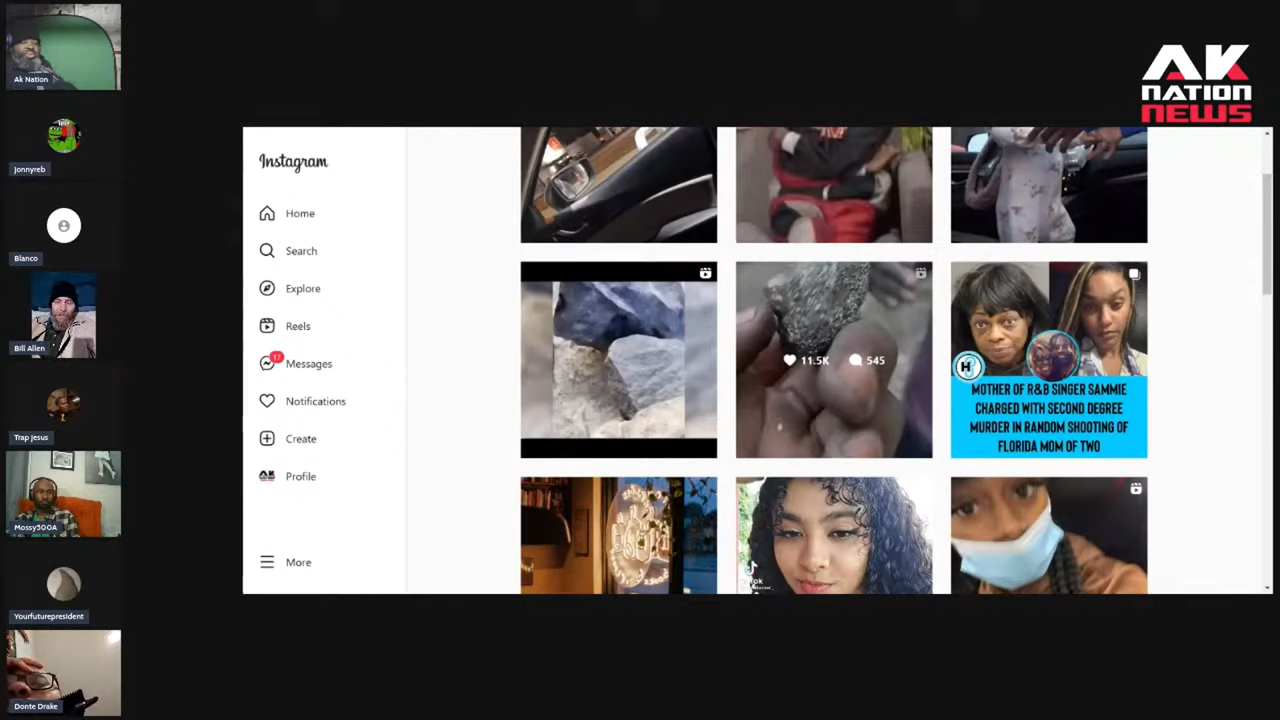 Ak Nation
Jonnyreb
Blanco
Bill Allen
Trap Jesus
Mossy500A
Yourfuturepresident
Donte Drake
AK
NATION
NEWS
Instagram
Home
Search
Explore
Reels
17
Messages
Notifications
Create
Profile
More
11.5K 545
H
MOTHER OF R&B SINGER SAMMIE
CHARGED WITH SECOND DEGREE
MURDER IN RANDOM SHOOTING OF
FLORIDA MOM OF TWO